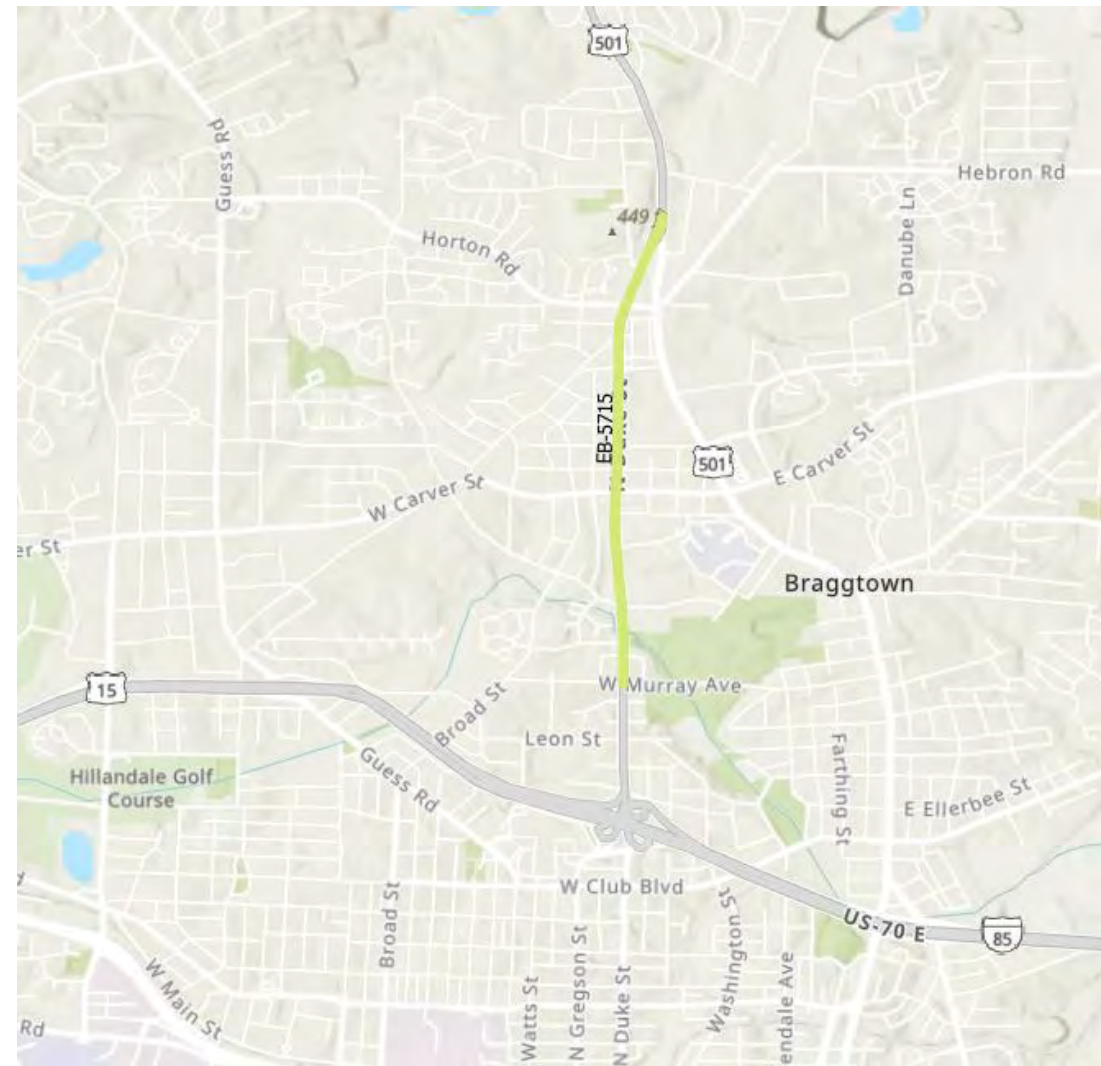 501
Guess Rd
Hebron Rd
449
Danube Ln
Horton Rd
EB-5715
501
E Carver St
W Carver St
er St
Braggtown
15
W Murray Ave
Broad St
Leon St
Farthing St
Hillandale Golf
Course
Guess Rd
E Ellerbee St
W Club Blvd
Broad St
Washington St
US-70 E
85
W Main St
Watts St
N Gregson St
N Duke St
endale Ave
Rd